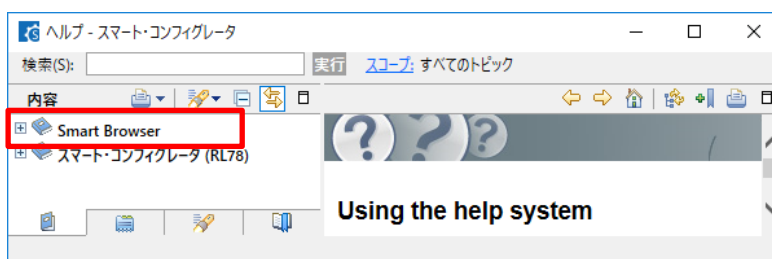 ヘルプ - スマート・コンフィグレータ
検索(S): 実行 スコープ: すべてのトピック
内容
Smart Browser
スマート・コンフィグレータ (RL78)
Using the help system